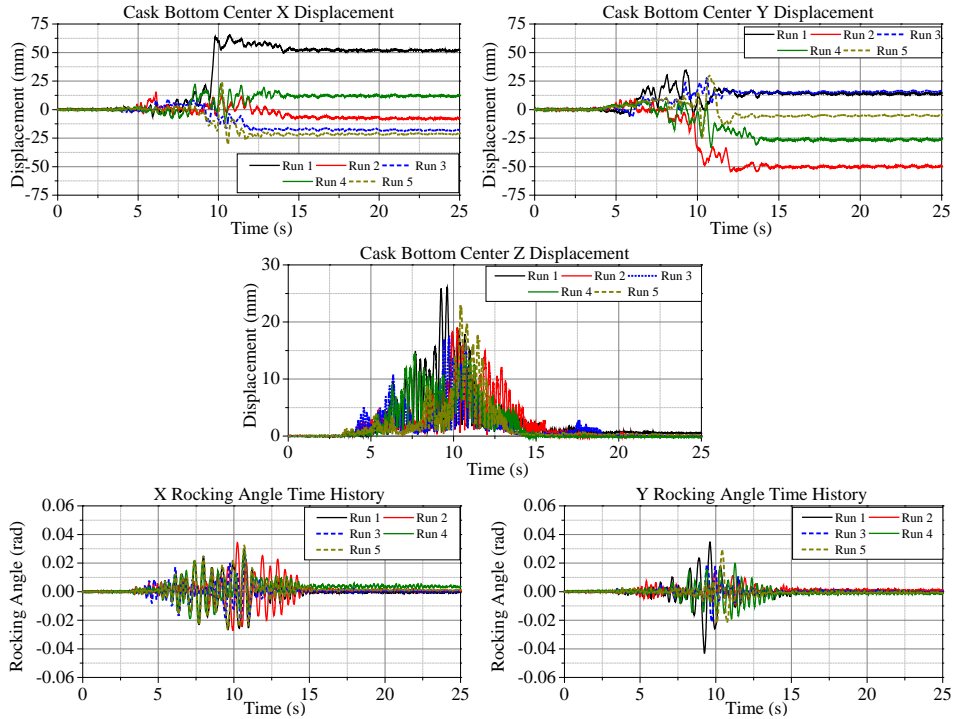 Cask Bottom Center X Displacement
Displacement (mm)
75
50
25
0
-25
-50
-75
Run 1 Run 2 Run 3
Run 4 Run 5
0 5 10 15 20 25
Time (s)
Cask Bottom Center Y Displacement
Displacement (mm)
75
50
25
0
-25
-50
-75
Run 1 Run 2 Run 3
Run 4 Run 5
0 5 10 15 20 25
Time (s)
Cask Bottom Center Z Displacement
Displacement (mm)
30
20
10
0
Run 1 Run 2 Run 3
Run 4 Run 5
0 5 10 15 20 25
Time (s)
X Rocking Angle Time History
Rocking Angle (rad)
0.06
0.04
0.02
0.00
-0.02
-0.04
-0.06
Run 1 Run 2
Run 3 Run 4
Run 5
0 5 10 15 20 25
Time (s)
Y Rocking Angle Time History
Rocking Angle (rad)
0.06
0.04
0.02
0.00
-0.02
-0.04
-0.06
Run 1 Run 2
Run 3 Run 4
Run 5
0 5 10 15 20 25
Time (s)